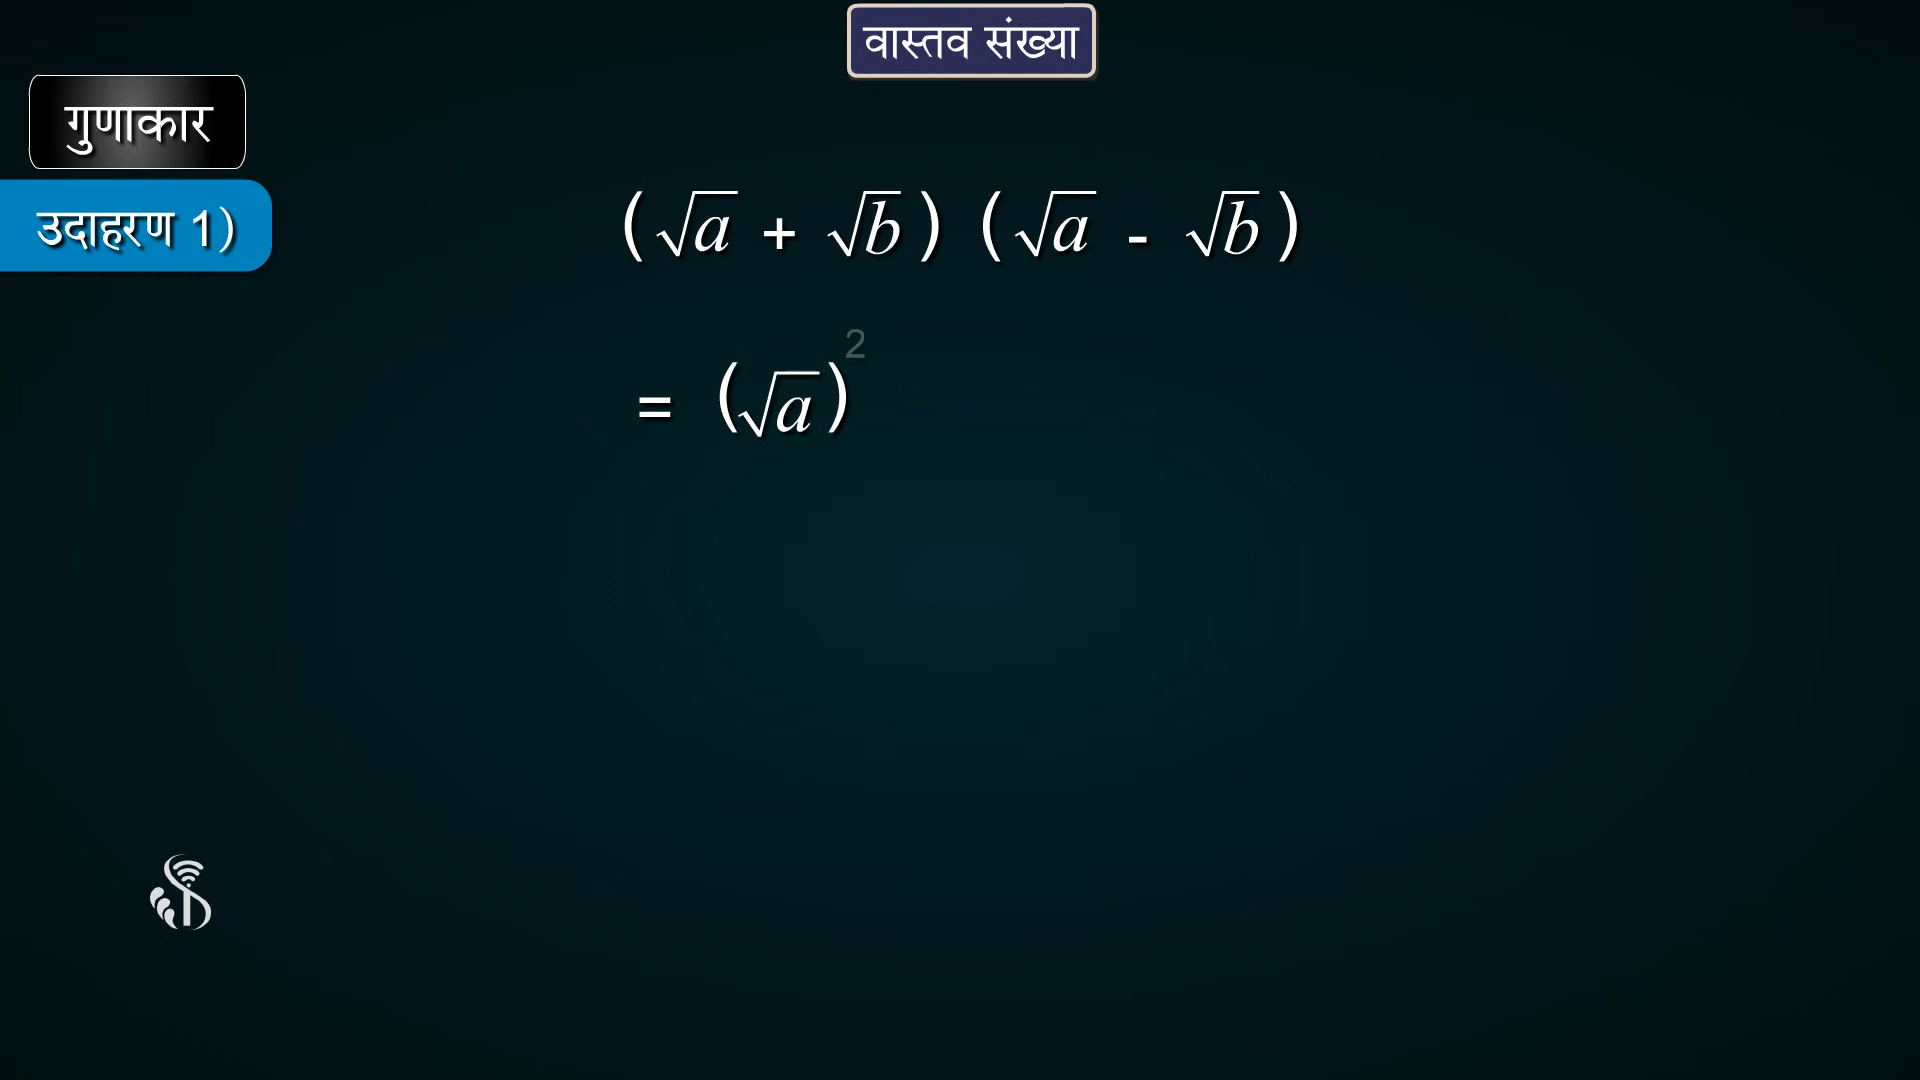 वास्तव संख्या
गुणाकार
उदाहरण 1)
(√a + √b) (√a - √b)
= (√a)²